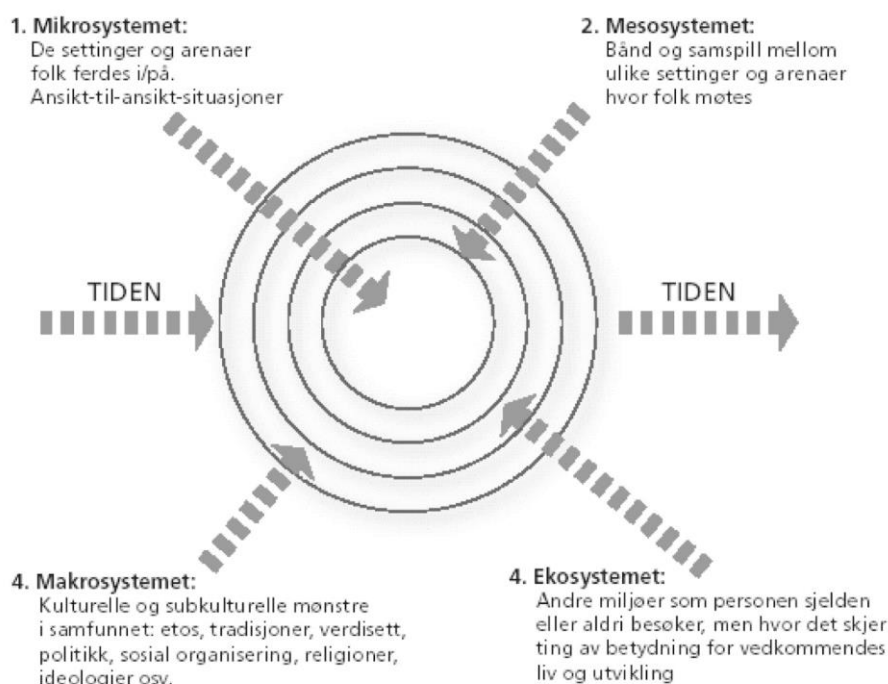 1. Mikrosystemet:
De settinger og arenaer
folk ferdes i/på.
Ansikt-til-ansikt-situasjoner
2. Mesosystemet:
Bånd og samspill mellom
ulike settinger og arenaer
hvor folk møtes
TIDEN
TIDEN
4. Makrosystemet:
Kulturelle og subkulturelle mønstre
i samfunnet: etos, tradisjoner, verdisett,
politikk, sosial organisering, religioner,
ideologier osv.
4. Ekosystemet:
Andre miljøer som personen sjelden
eller aldri besøker, men hvor det skjer
ting av betydning for vedkommendes
liv og utvikling